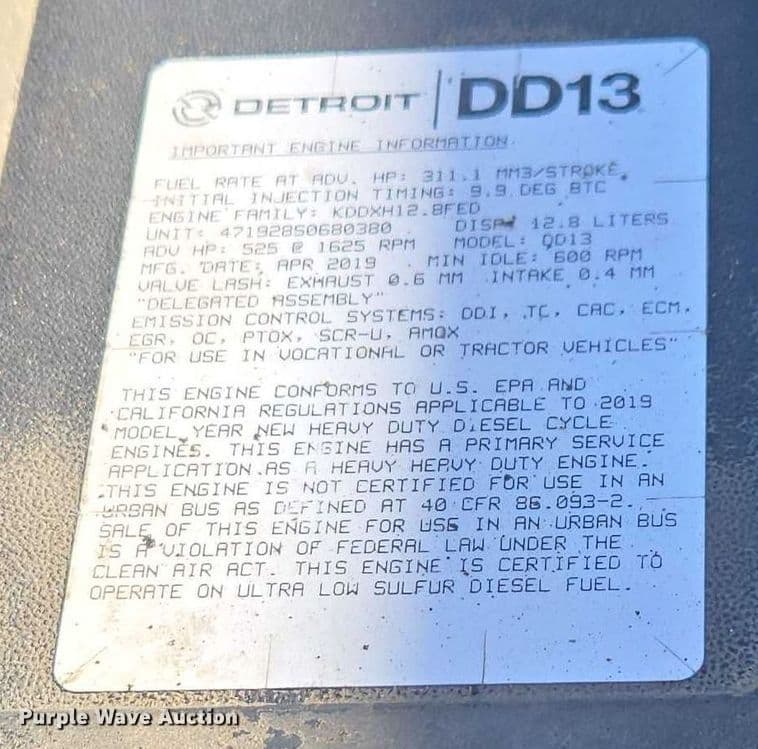 DETROIT | DD13
IMPORTANT ENGINE INFORMATION
FUEL RATE AT ADV. HP: 311.1 MM3/STROKE
INITIAL INJECTION TIMING: 9.9 DEG BTC
ENGINE FAMILY: KDDXH12.8FED
UNIT: 471928S0680380 DISP: 12.8 LITERS
ADV HP: 525 @ 1625 RPM MODEL: DD13
MFG. DATE: APR 2019 MIN IDLE: 600 RPM
VALVE LASH: EXHAUST 0.6 MM INTAKE 0.4 MM
"DELEGATED ASSEMBLY"
EMISSION CONTROL SYSTEMS: DDI, TC, CAC, ECM,
EGR, OC, PTOX, SCR-U, AMOX
"FOR USE IN VOCATIONAL OR TRACTOR VEHICLES"
THIS ENGINE CONFORMS TO U.S. EPA AND
CALIFORNIA REGULATIONS APPLICABLE TO 2019
MODEL YEAR NEW HEAVY DUTY DIESEL CYCLE
ENGINES. THIS ENGINE HAS A PRIMARY SERVICE
APPLICATION AS A HEAVY HEAVY DUTY ENGINE.
THIS ENGINE IS NOT CERTIFIED FOR USE IN AN
URBAN BUS AS DEFINED AT 40 CFR 86.093-2.
SALE OF THIS ENGINE FOR USE IN AN URBAN BUS
IS A VIOLATION OF FEDERAL LAW UNDER THE
CLEAN AIR ACT. THIS ENGINE IS CERTIFIED TO
OPERATE ON ULTRA LOW SULFUR DIESEL FUEL.
Purple Wave Auction